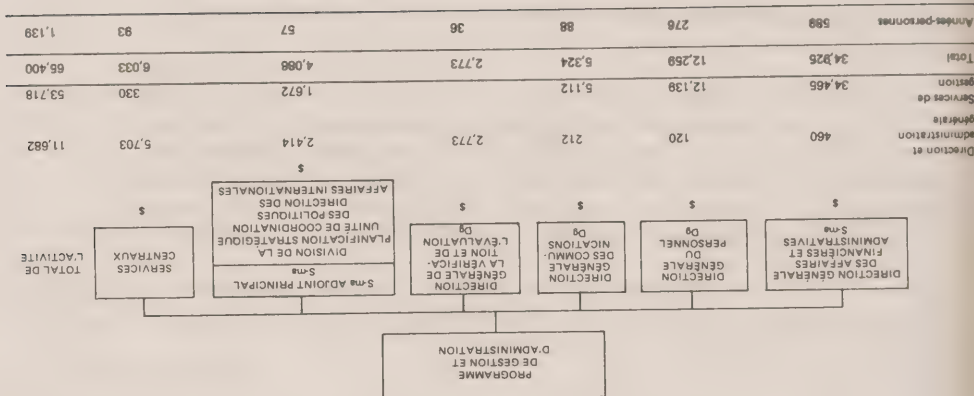 PROGRAMME
DE GESTION ET
D'ADMINISTRATION
DIRECTION GÉNÉRALE
DES AFFAIRES
FINANCIÈRES ET
ADMINISTRATIVES
S-ma
DIRECTION
GÉNÉRALE
DU
PERSONNEL
Dg
DIRECTION
GÉNÉRALE
DES COMMU-
NICATIONS
Dg
DIRECTION
GÉNÉRALE DE
LA VÉRIFICA-
TION ET DE
L'ÉVALUATION
Dg
S-ma ADJOINT PRINCIPAL
S-ma
DIVISION DE LA
PLANIFICATION STRATÉGIQUE
UNITÉ DE COORDINATION
DES POLITIQUES
DIRECTION DES
AFFAIRES INTERNATIONALES
SERVICES
CENTRAUX
TOTAL DE
L'ACTIVITÉ
$ $ $ $ $ $
Direction et
administration
générale 460 120 212 2,773 2,414 5,703 11,682
Services de
gestion 34,465 12,139 5,112 1,672 330 53,718
Total 34,925 12,259 5,324 2,773 4,086 6,033 65,400
Années-personnes 589 276 88 36 57 93 1,139